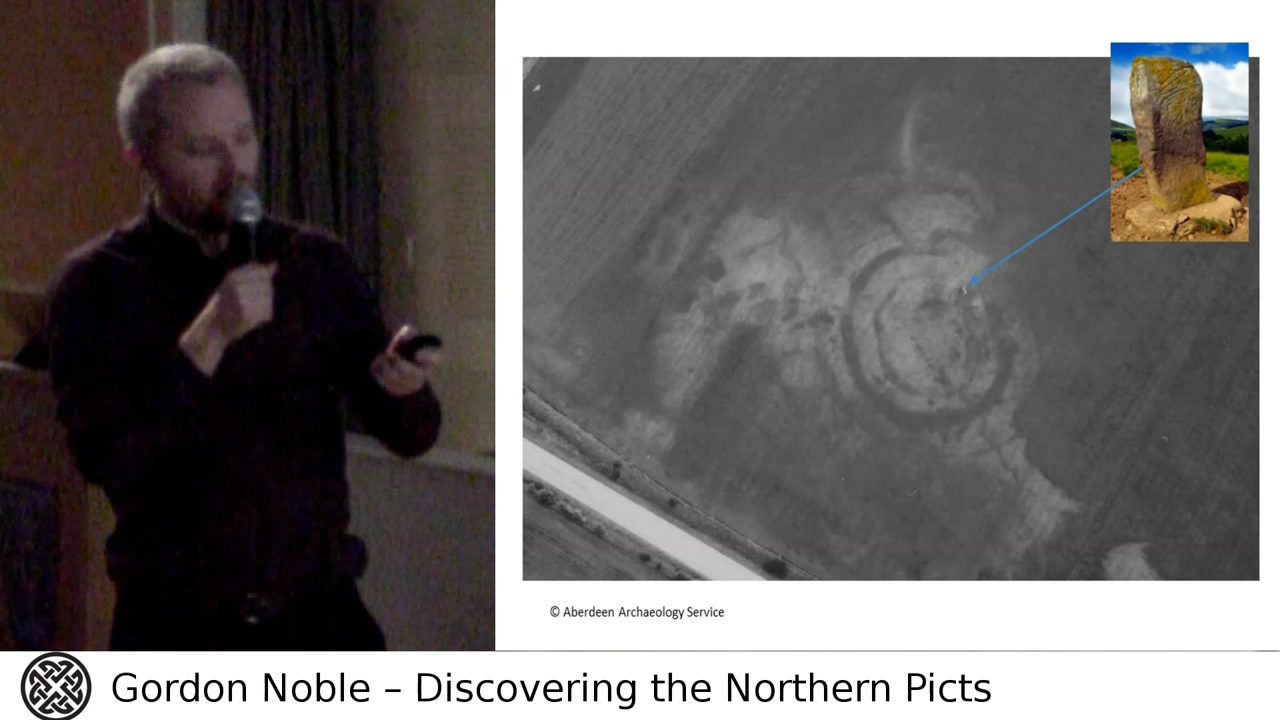 © Aberdeen Archaeology Service
Gordon Noble – Discovering the Northern Picts